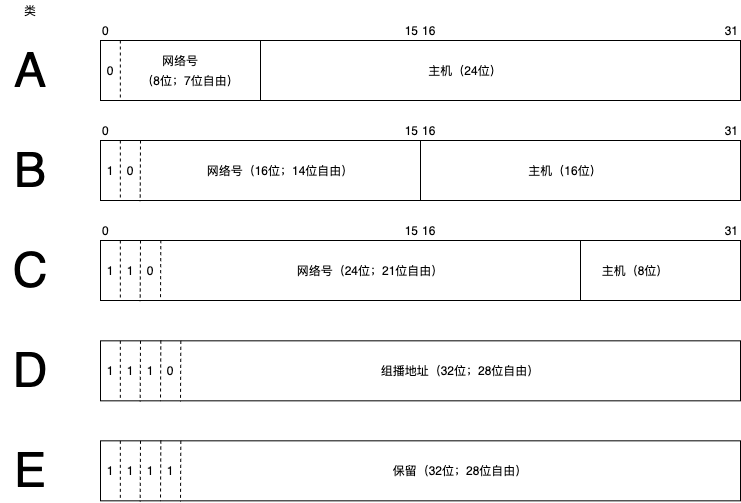 类
0 15 16 31
A
0
网络号
(8位；7位自由)
主机（24位）
0 15 16 31
B
1 0 网络号（16位；14位自由） 主机（16位）
0 15 16 31
C
1 1 0 网络号（24位；21位自由） 主机（8位）
D
1 1 1 0 组播地址（32位；28位自由）
E
1 1 1 1 保留（32位；28位自由）